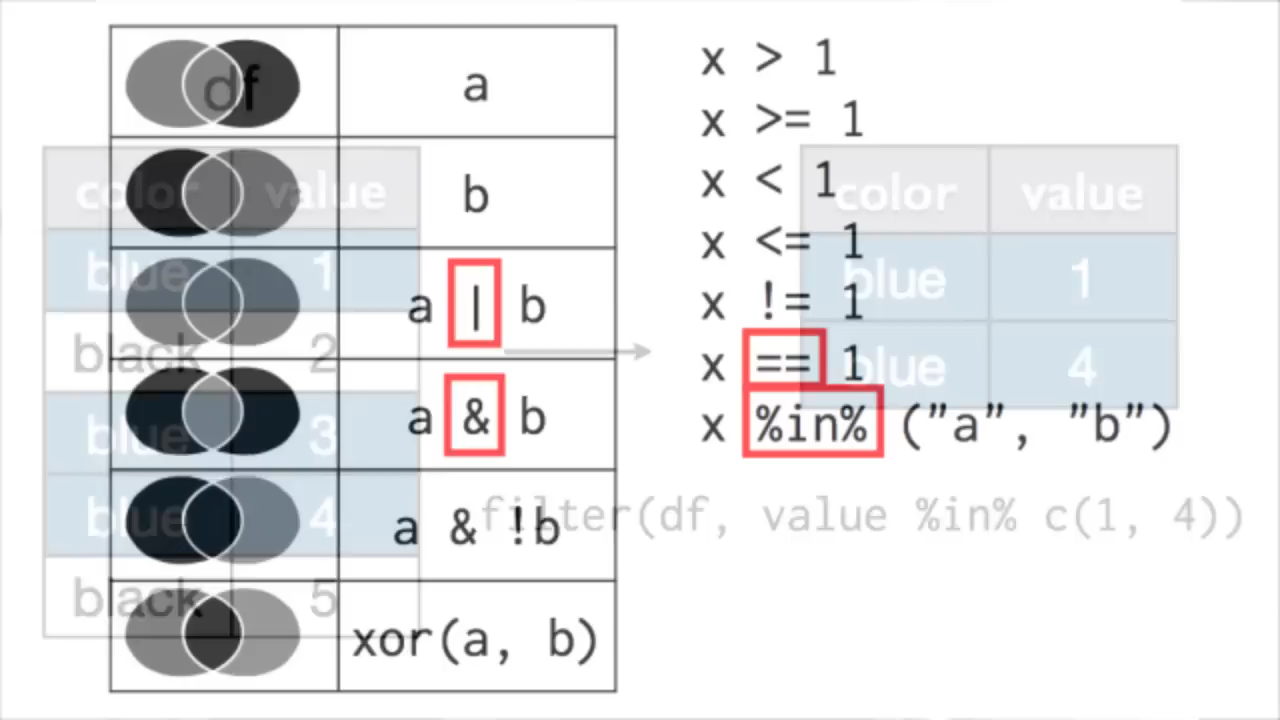 df
a
b
a | b
a & b
a & !b
xor(a, b)
x > 1
x >= 1
x < 1
x <= 1
x != 1
x == 1
x %in% ("a", "b")
color value
blue 1
black 2
blue 3
blue 4
black 5
color value
blue 1
blue 4
filter(df, value %in% c(1, 4))